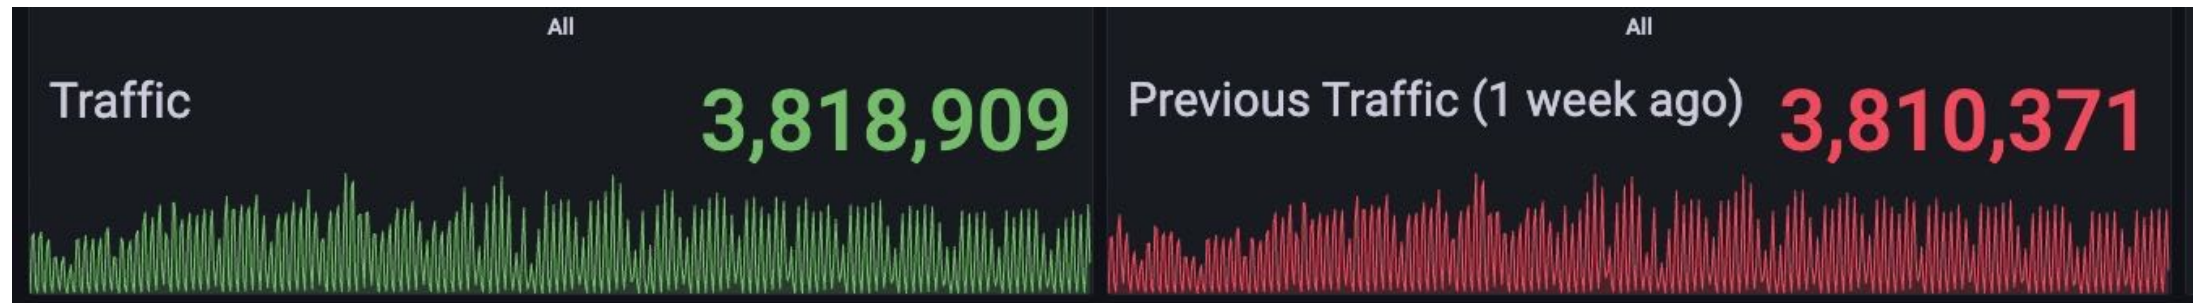 All
Traffic
3,818,909
All
Previous Traffic (1 week ago)
3,810,371